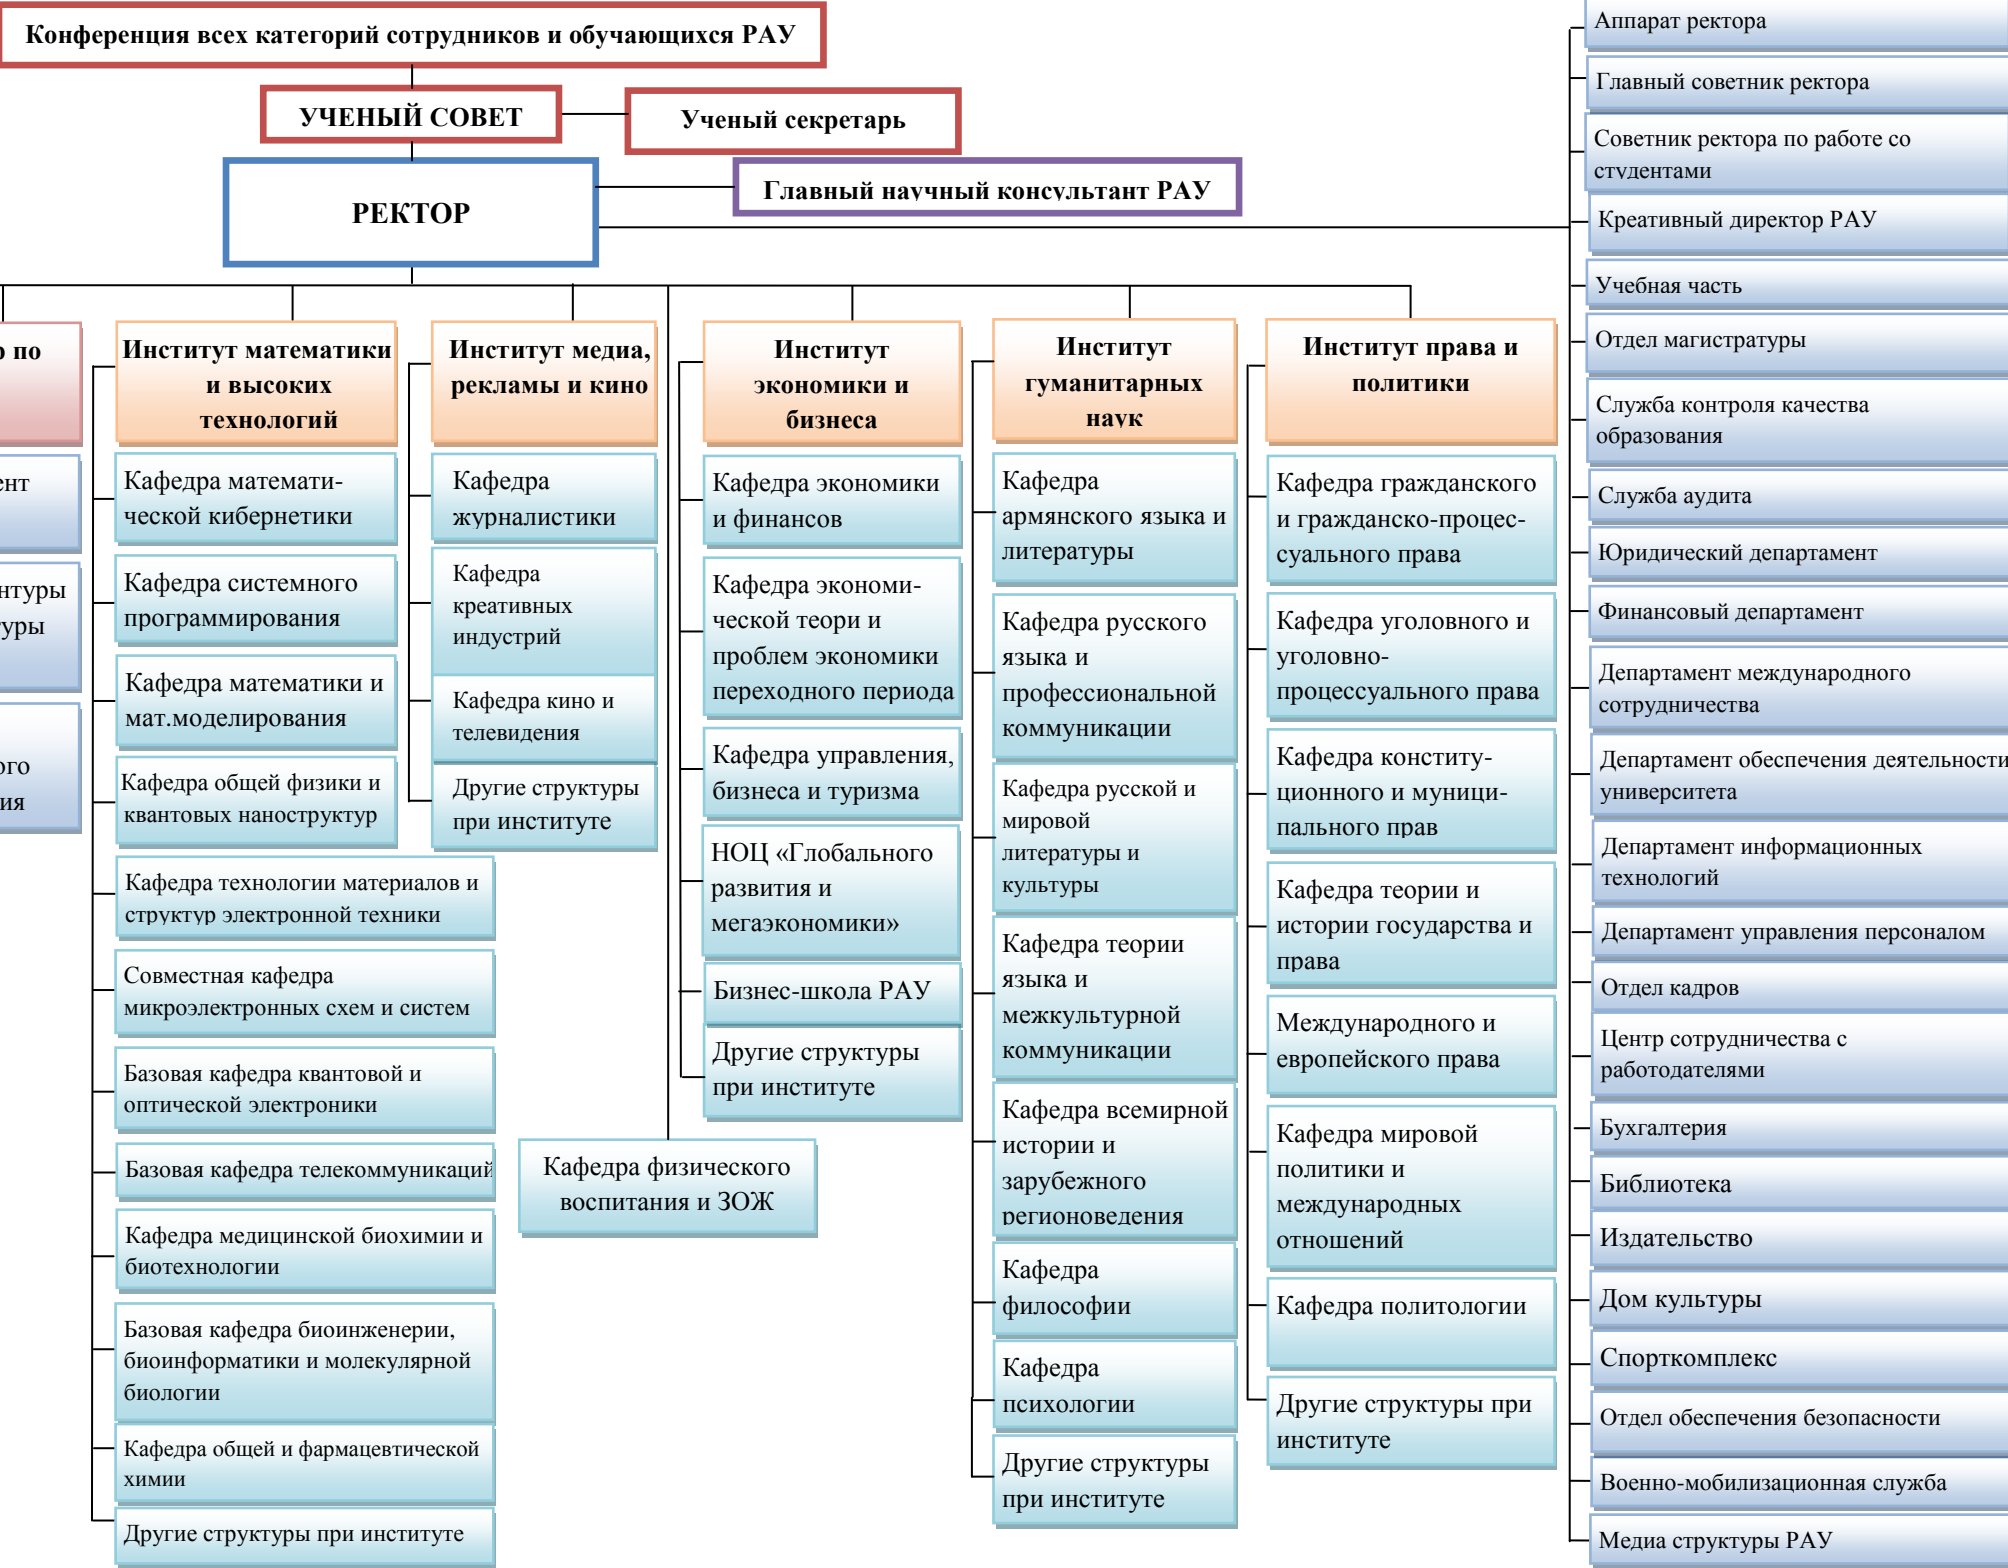 Конференция всех категорий сотрудников и обучающихся РАУ
УЧЕНЫЙ СОВЕТ
Ученый секретарь
РЕКТОР
Главный научный консультант РАУ
по
Институт математики
и высоких
технологий
Кафедра математи-
ческой кибернетики
Кафедра системного
программирования
Кафедра математики и
мат.моделирования
Кафедра общей физики и
квантовых наноструктур
Кафедра технологии материалов и
структур электронной техники
Совместная кафедра
микроэлектронных схем и систем
Базовая кафедра квантовой и
оптической электроники
Базовая кафедра телекоммуникаций
Кафедра медицинской биохимии и
биотехнологии
Базовая кафедра биоинженерии,
биоинформатики и молекулярной
биологии
Кафедра общей и фармацевтической
химии
Другие структуры при институте
Институт медиа,
рекламы и кино
Кафедра
журналистики
Кафедра
креативных
индустрий
Кафедра кино и
телевидения
Другие структуры
при институте
Кафедра физического
воспитания и ЗОЖ
Институт
экономики и
бизнеса
Кафедра экономики
и финансов
Кафедра экономи-
ческой теори и
проблем экономики
переходного периода
Кафедра управления,
бизнеса и туризма
НОЦ «Глобального
развития и
мегаэкономики»
Бизнес-школа РАУ
Другие структуры
при институте
Институт
гуманитарных
наук
Кафедра
армянского языка и
литературы
Кафедра русского
языка и
профессиональной
коммуникации
Кафедра русской и
мировой
литературы и
культуры
Кафедра теории
языка и
межкультурной
коммуникации
Кафедра всемирной
истории и
зарубежного
регионоведения
Кафедра
философии
Кафедра
психологии
Другие структуры
при институте
Институт права и
политики
Кафедра гражданского
и гражданско-процес-
суального права
Кафедра уголовного и
уголовно-
процессуального права
Кафедра конститу-
ционного и муници-
пального прав
Кафедра теории и
истории государства и
права
Международного и
европейского права
Кафедра мировой
политики и
международных
отношений
Кафедра политологии
Другие структуры при
институте
Аппарат ректора
Главный советник ректора
Советник ректора по работе со
студентами
Креативный директор РАУ
Учебная часть
Отдел магистратуры
Служба контроля качества
образования
Служба аудита
Юридический департамент
Финансовый департамент
Департамент международного
сотрудничества
Департамент обеспечения деятельности
университета
Департамент информационных
технологий
Департамент управления персоналом
Отдел кадров
Центр сотрудничества с
работодателями
Бухгалтерия
Библиотека
Издательство
Дом культуры
Спорткомплекс
Отдел обеспечения безопасности
Военно-мобилизационная служба
Медиа структуры РАУ